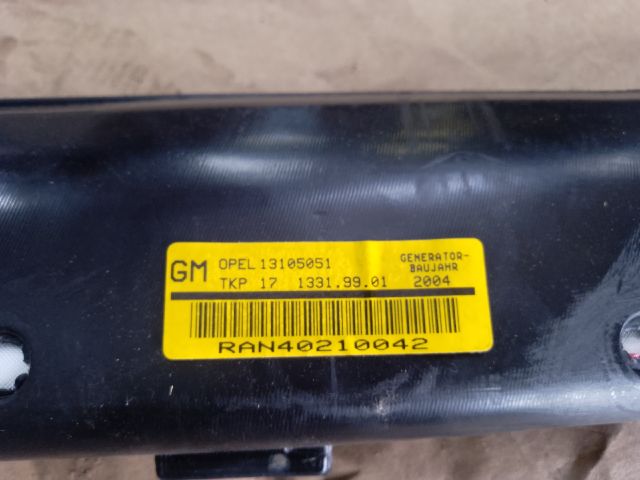 GM OPEL 13105051 GENERATOR-
BAUJAHR
TKP 17 1331.99.01 2004
RAN40210042